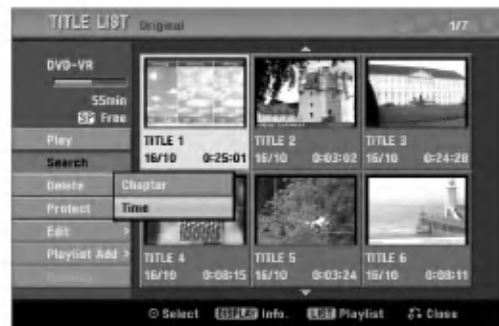 TITLE LIST Original 1/7
DVD-VR
55min
SP Free
Play
Search
Delete
Protect
Edit >
Playlist Add >
Chapter
Time
TITLE 1
16/10 0:25:01
TITLE 2
16/10 0:03:02
TITLE 3
16/10 0:24:28
TITLE 4
16/10 0:08:15
TITLE 5
16/10 0:03:24
TITLE 6
16/10 0:08:11
Select DISPLAY Info. LIST Playlist Close